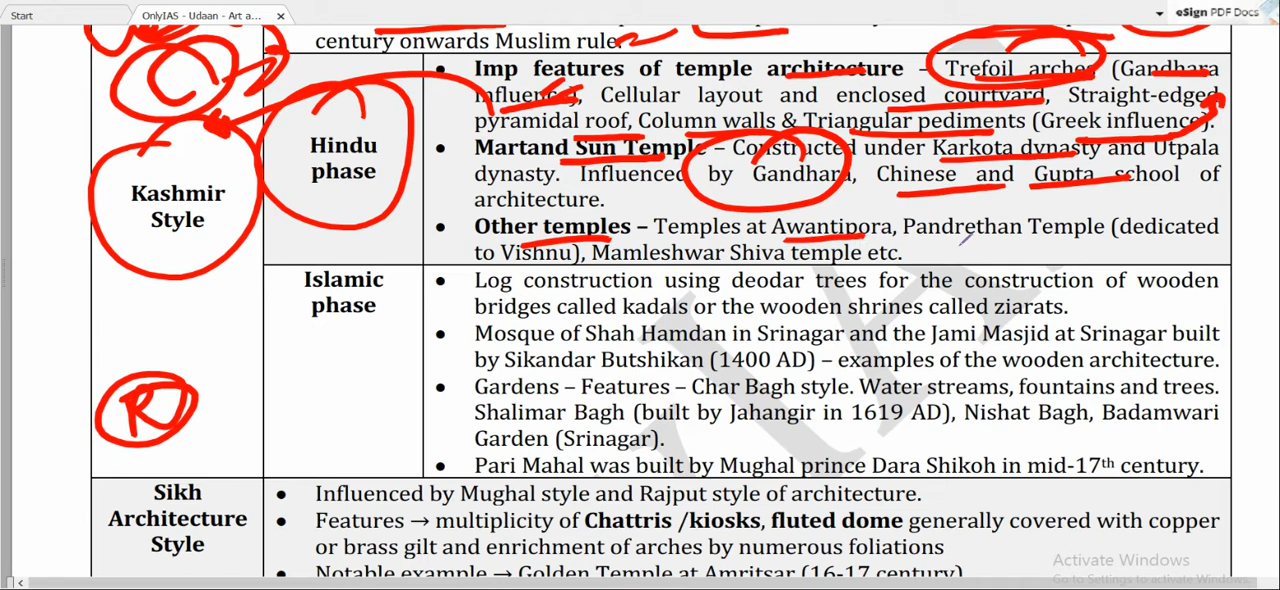 Start
OnlyIAS - Udaan - Art a...
eSign PDF Docs
century onwards Muslim rule.
• Imp features of temple architecture – Trefoil arches (Gandhara
influence), Cellular layout and enclosed courtyard, Straight-edged
pyramidal roof, Column walls & Triangular pediments (Greek influence).
Hindu
phase
• Martand Sun Temple – Constructed under Karkota dynasty and Utpala
dynasty. Influenced by Gandhara, Chinese and Gupta school of
architecture.
Kashmir
Style
• Other temples – Temples at Awantipora, Pandrethan Temple (dedicated
to Vishnu), Mamleshwar Shiva temple etc.
Islamic
phase
• Log construction using deodar trees for the construction of wooden
bridges called kadals or the wooden shrines called ziarats.
• Mosque of Shah Hamdan in Srinagar and the Jami Masjid at Srinagar built
by Sikandar Butshikan (1400 AD) – examples of the wooden architecture.
• Gardens – Features – Char Bagh style. Water streams, fountains and trees.
Shalimar Bagh (built by Jahangir in 1619 AD), Nishat Bagh, Badamwari
Garden (Srinagar).
R
• Pari Mahal was built by Mughal prince Dara Shikoh in mid-17th century.
Sikh
Architecture
Style
• Influenced by Mughal style and Rajput style of architecture.
• Features → multiplicity of Chattris /kiosks, fluted dome generally covered with copper
or brass gilt and enrichment of arches by numerous foliations
• Notable example → Golden Temple at Amritsar (16-17 century)
Activate Windows
Go to Settings to activate Windows.